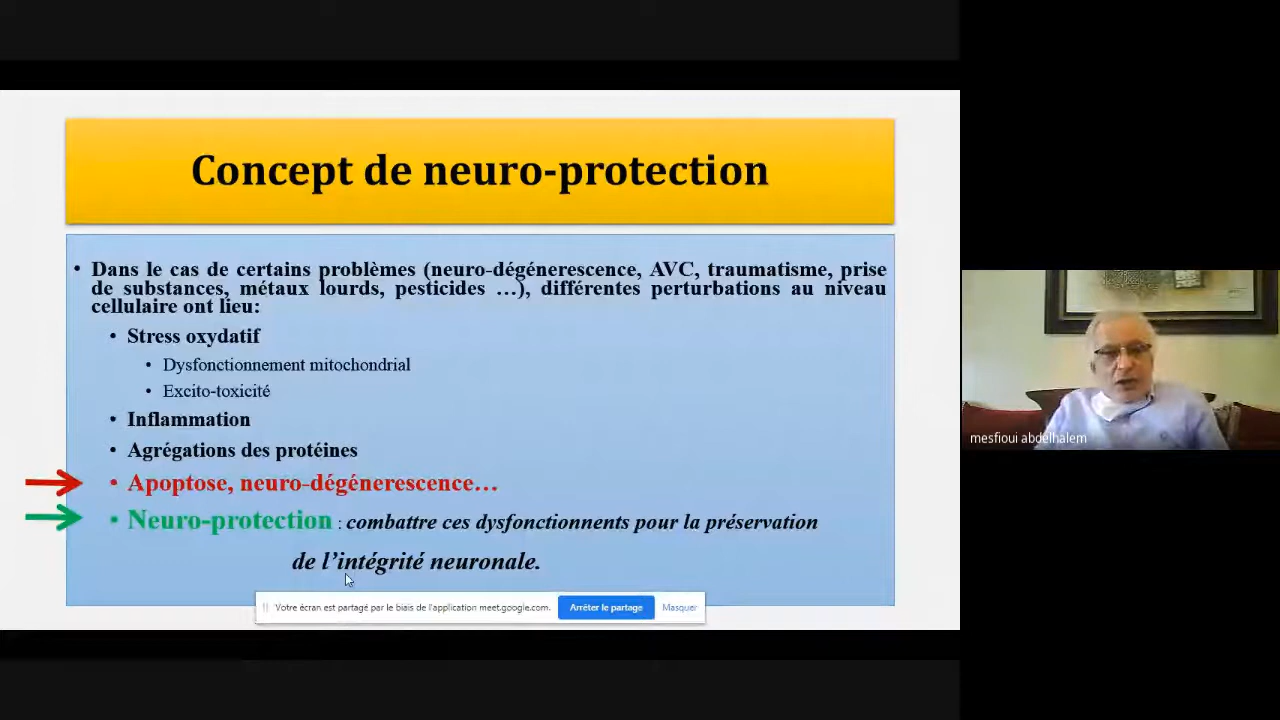 Concept de neuro-protection
• Dans le cas de certains problèmes (neuro-dégénerescence, AVC, traumatisme, prise
de substances, métaux lourds, pesticides ...), différentes perturbations au niveau
cellulaire ont lieu:
• Stress oxydatif
• Dysfonctionnement mitochondrial
• Excito-toxicité
• Inflammation
• Agrégations des protéines
• Apoptose, neuro-dégénerescence...
• Neuro-protection : combattre ces dysfonctionnents pour la préservation
de l’intégrité neuronale.
Votre écran est partagé par le biais de l'application meet.google.com.
Arrêter le partage
Masquer
mesfioui abdelhalem